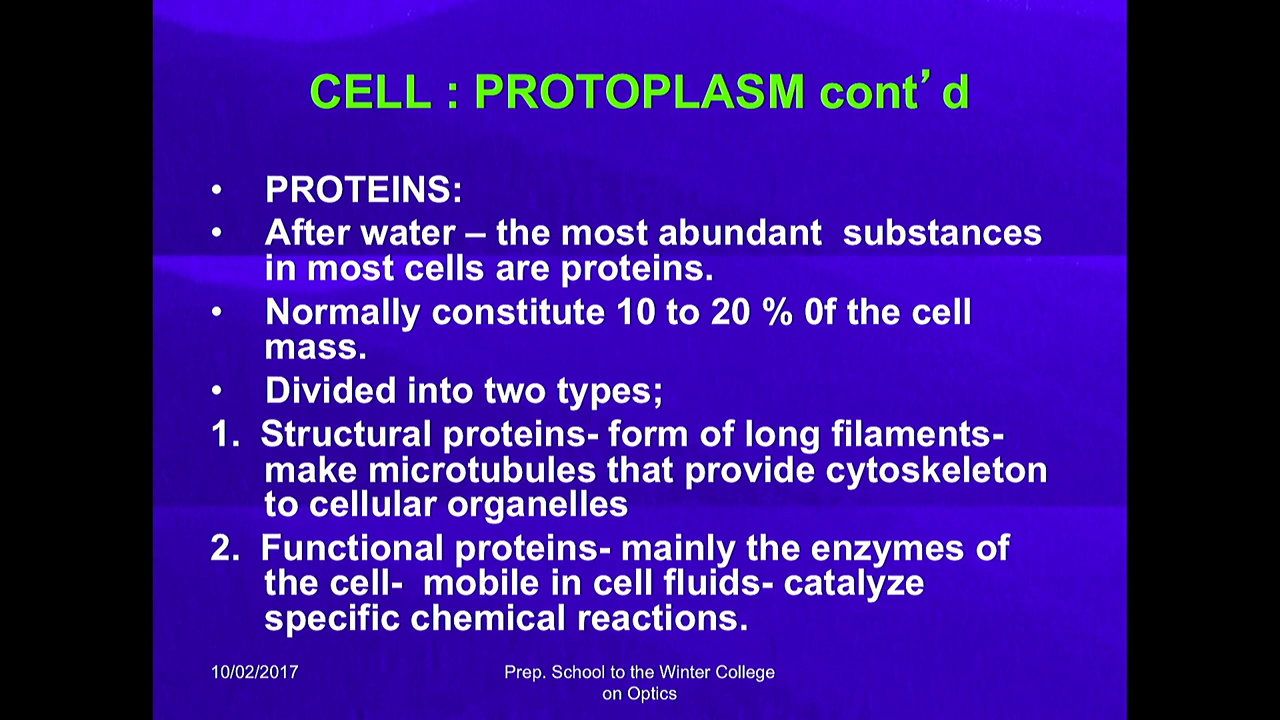 CELL : PROTOPLASM cont’ d
• PROTEINS:
• After water – the most abundant substances
in most cells are proteins.
• Normally constitute 10 to 20 % 0f the cell
mass.
• Divided into two types;
1. Structural proteins- form of long filaments-
make microtubules that provide cytoskeleton
to cellular organelles
2. Functional proteins- mainly the enzymes of
the cell- mobile in cell fluids- catalyze
specific chemical reactions.
10/02/2017
Prep. School to the Winter College
on Optics